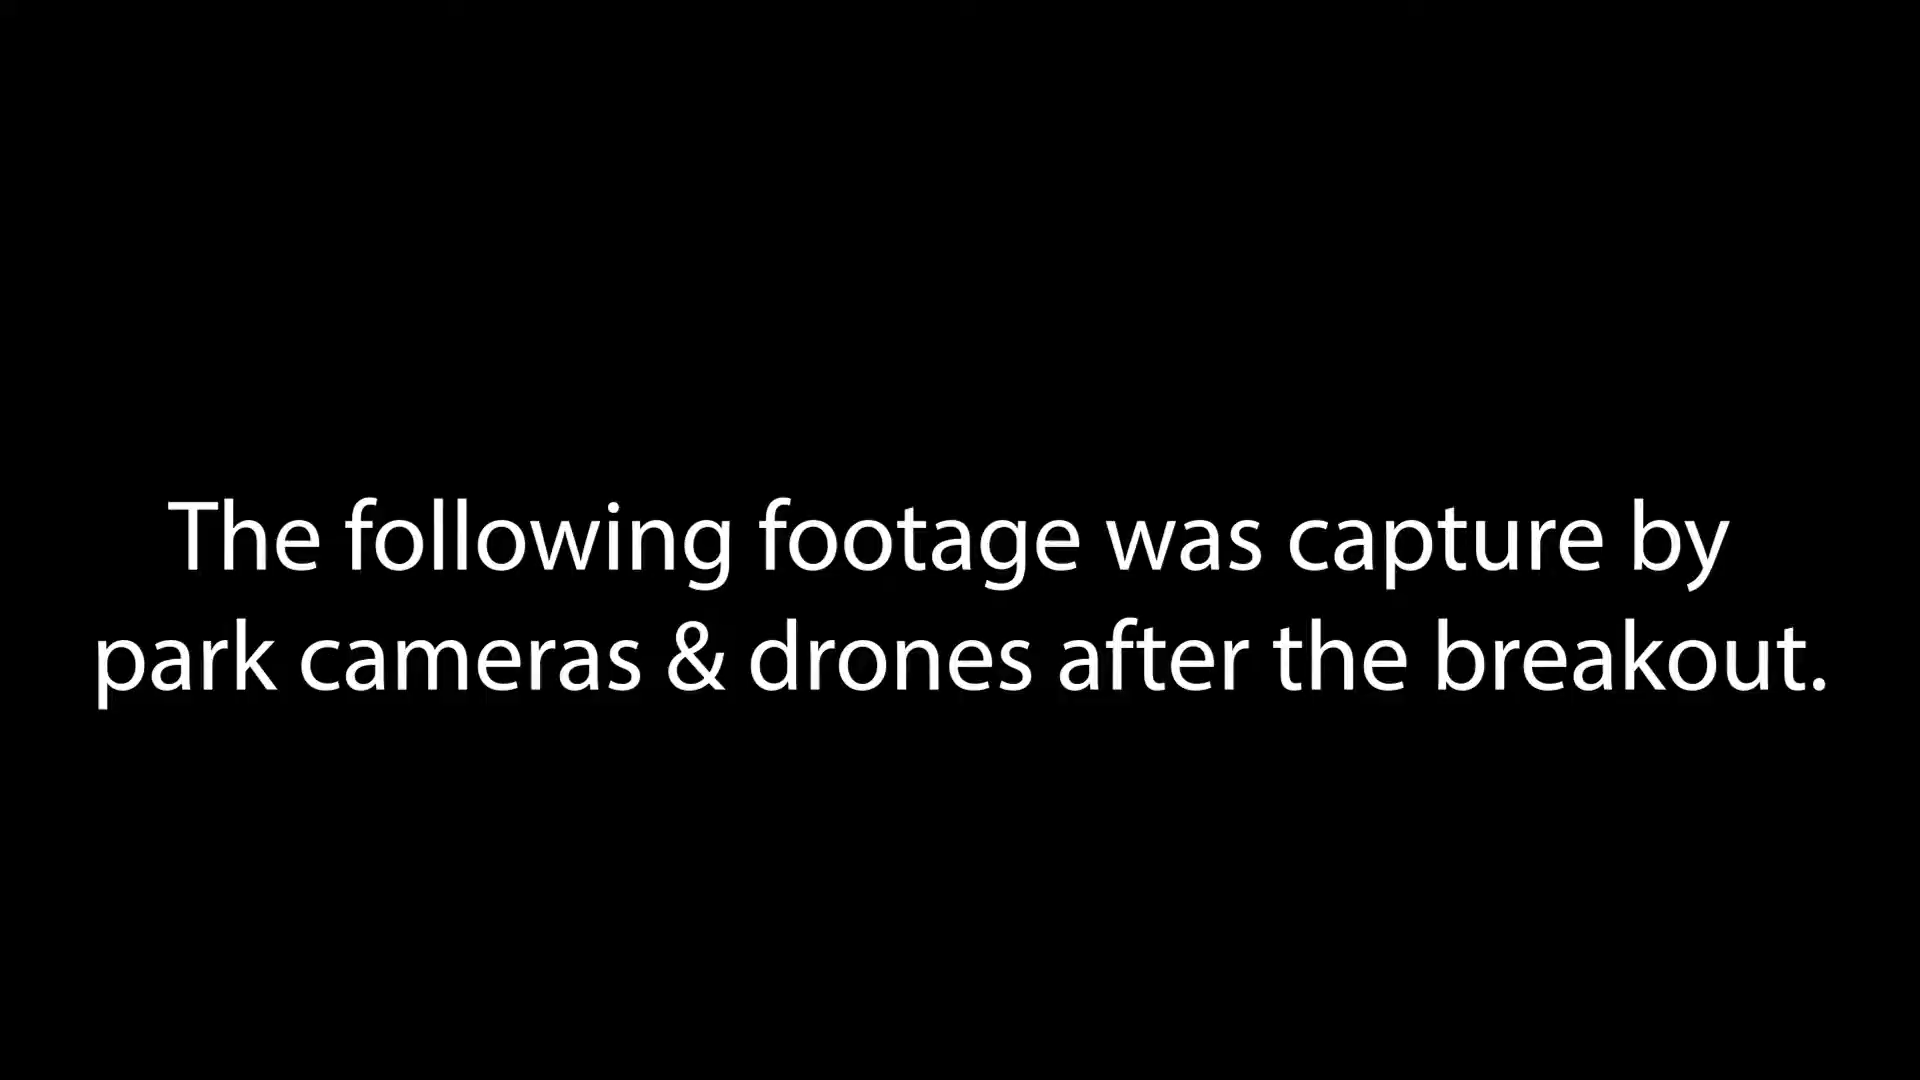 The following footage was capture by
park cameras & drones after the breakout.